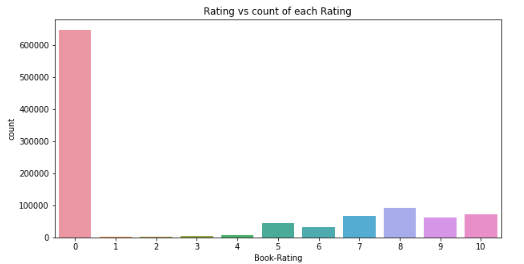 Rating vs count of each Rating
600000
500000
400000
300000
200000
100000
0
count
0 1 2 3 4 5 6 7 8 9 10
Book-Rating